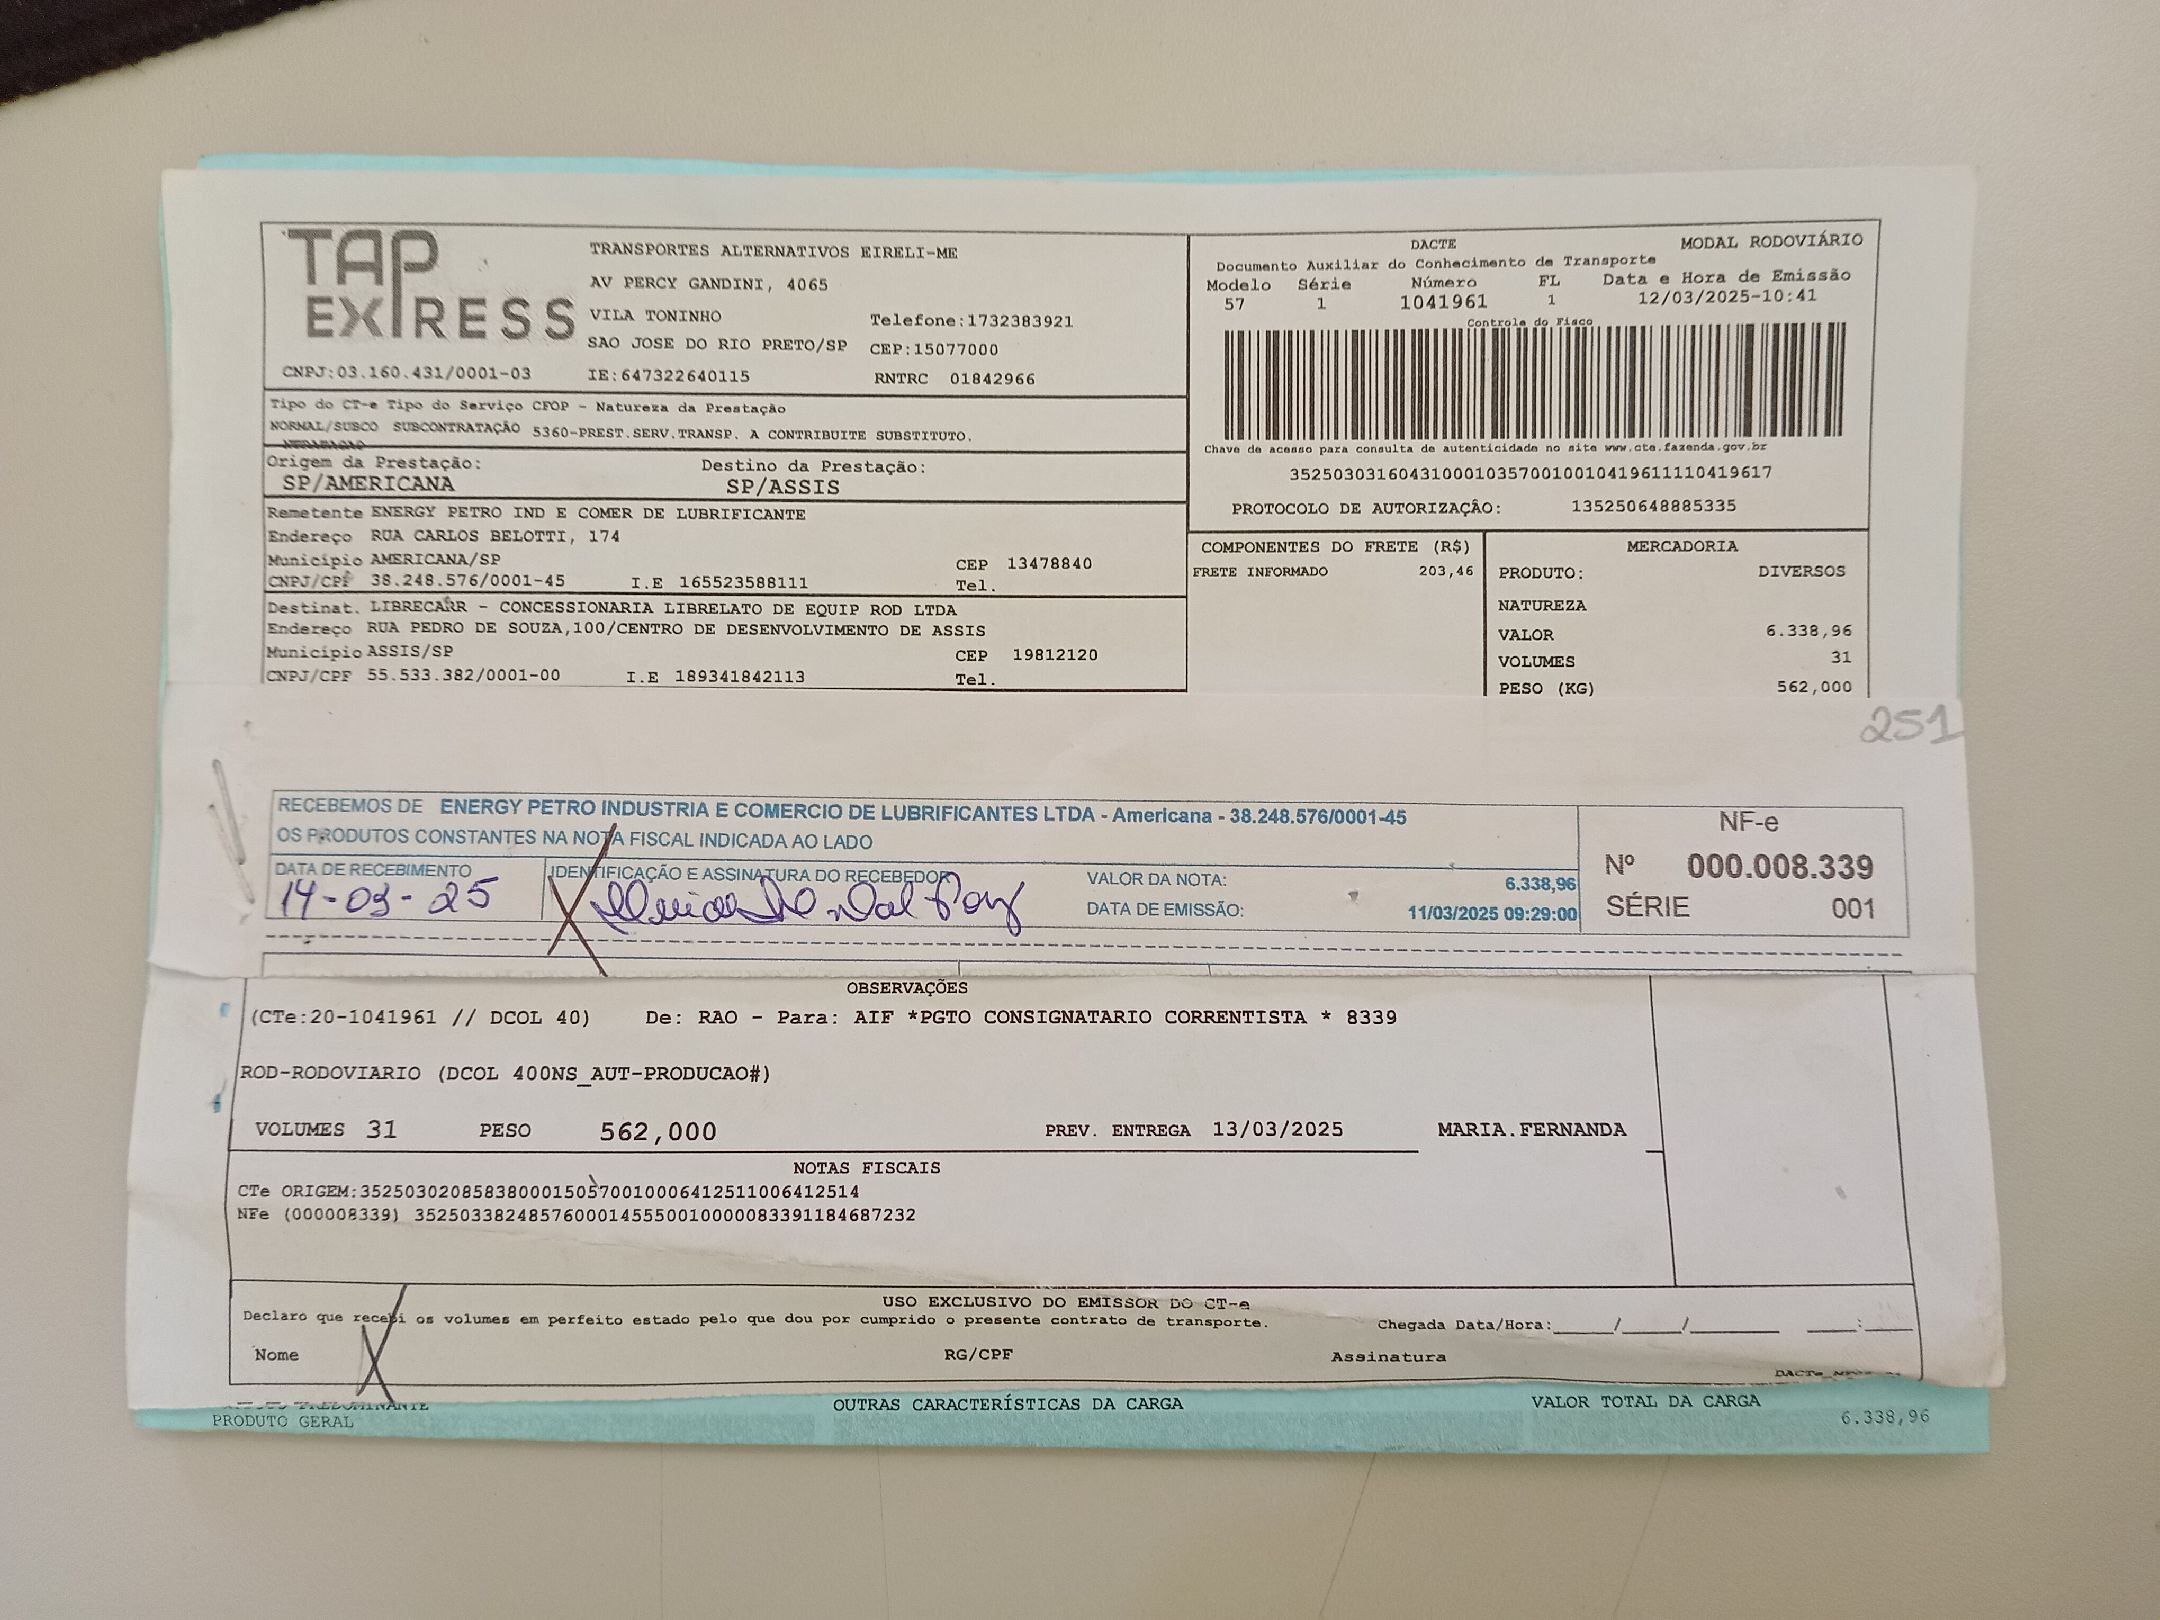 TAP EXPRESS
TRANSPORTES ALTERNATIVOS EIRELI-ME
AV PERCY GANDINI, 4065
VILA TONINHO
Telefone:1732383921
SAO JOSE DO RIO PRETO/SP CEP:15077000
CNPJ:03.160.431/0001-03 IE:647322640115 RNTRC 01842966
DACTE MODAL RODOVIÁRIO
Documento Auxiliar do Conhecimento de Transporte
Modelo Série Número FL Data e Hora de Emissão
57 1 1041961 1 12/03/2025-10:41
Controle do Fisco
Chave de acesso para consulta de autenticidade no site www.cte.fazenda.gov.br
35250303160431000103570010010419611110419617
PROTOCOLO DE AUTORIZAÇÃO: 135250648885335
Tipo do CT-e Tipo do Serviço CFOP - Natureza da Prestação
NORMAL/SUBCO SUBCONTRATAÇÃO 5360-PREST.SERV.TRANSP. A CONTRIBUITE SUBSTITUTO.
Origem da Prestação: Destino da Prestação:
SP/AMERICANA SP/ASSIS
Remetente ENERGY PETRO IND E COMER DE LUBRIFICANTE
Endereço RUA CARLOS BELOTTI, 174
Município AMERICANA/SP CEP 13478840
CNPJ/CPF 38.248.576/0001-45 I.E 165523588111 Tel.
Destinat. LIBRECARR - CONCESSIONARIA LIBRELATO DE EQUIP ROD LTDA
Endereço RUA PEDRO DE SOUZA,100/CENTRO DE DESENVOLVIMENTO DE ASSIS
Município ASSIS/SP CEP 19812120
CNPJ/CPF 55.533.382/0001-00 I.E 189341842113 Tel.
COMPONENTES DO FRETE (R$)
FRETE INFORMADO 203,46
MERCADORIA
PRODUTO: DIVERSOS
NATUREZA
VALOR 6.338,96
VOLUMES 31
PESO (KG) 562,000
251
RECEBEMOS DE ENERGY PETRO INDUSTRIA E COMERCIO DE LUBRIFICANTES LTDA - Americana - 38.248.576/0001-45
OS PRODUTOS CONSTANTES NA NOTA FISCAL INDICADA AO LADO
DATA DE RECEBIMENTO
14-03-25
IDENTIFICAÇÃO E ASSINATURA DO RECEBEDOR
VALOR DA NOTA: 6.338,96
DATA DE EMISSÃO: 11/03/2025 09:29:00
NF-e
Nº 000.008.339
SÉRIE 001
OBSERVAÇÕES
(CTe:20-1041961 // DCOL 40) De: RAO - Para: AIF *PGTO CONSIGNATARIO CORRENTISTA * 8339
ROD-RODOVIARIO (DCOL 400NS_AUT-PRODUCAO#)
VOLUMES 31 PESO 562,000 PREV. ENTREGA 13/03/2025 MARIA.FERNANDA
NOTAS FISCAIS
CTe ORIGEM:35250302085838000150570010006412511006412514
NFe (000008339) 35250338248576000145550010000083391184687232
USO EXCLUSIVO DO EMISSOR DO CT-e
Declaro que recebi os volumes em perfeito estado pelo que dou por cumprido o presente contrato de transporte.
Chegada Data/Hora:____/____/______ ___:___
Nome RG/CPF Assinatura
OUTRAS CARACTERÍSTICAS DA CARGA VALOR TOTAL DA CARGA
PRODUTO GERAL 6.338,96